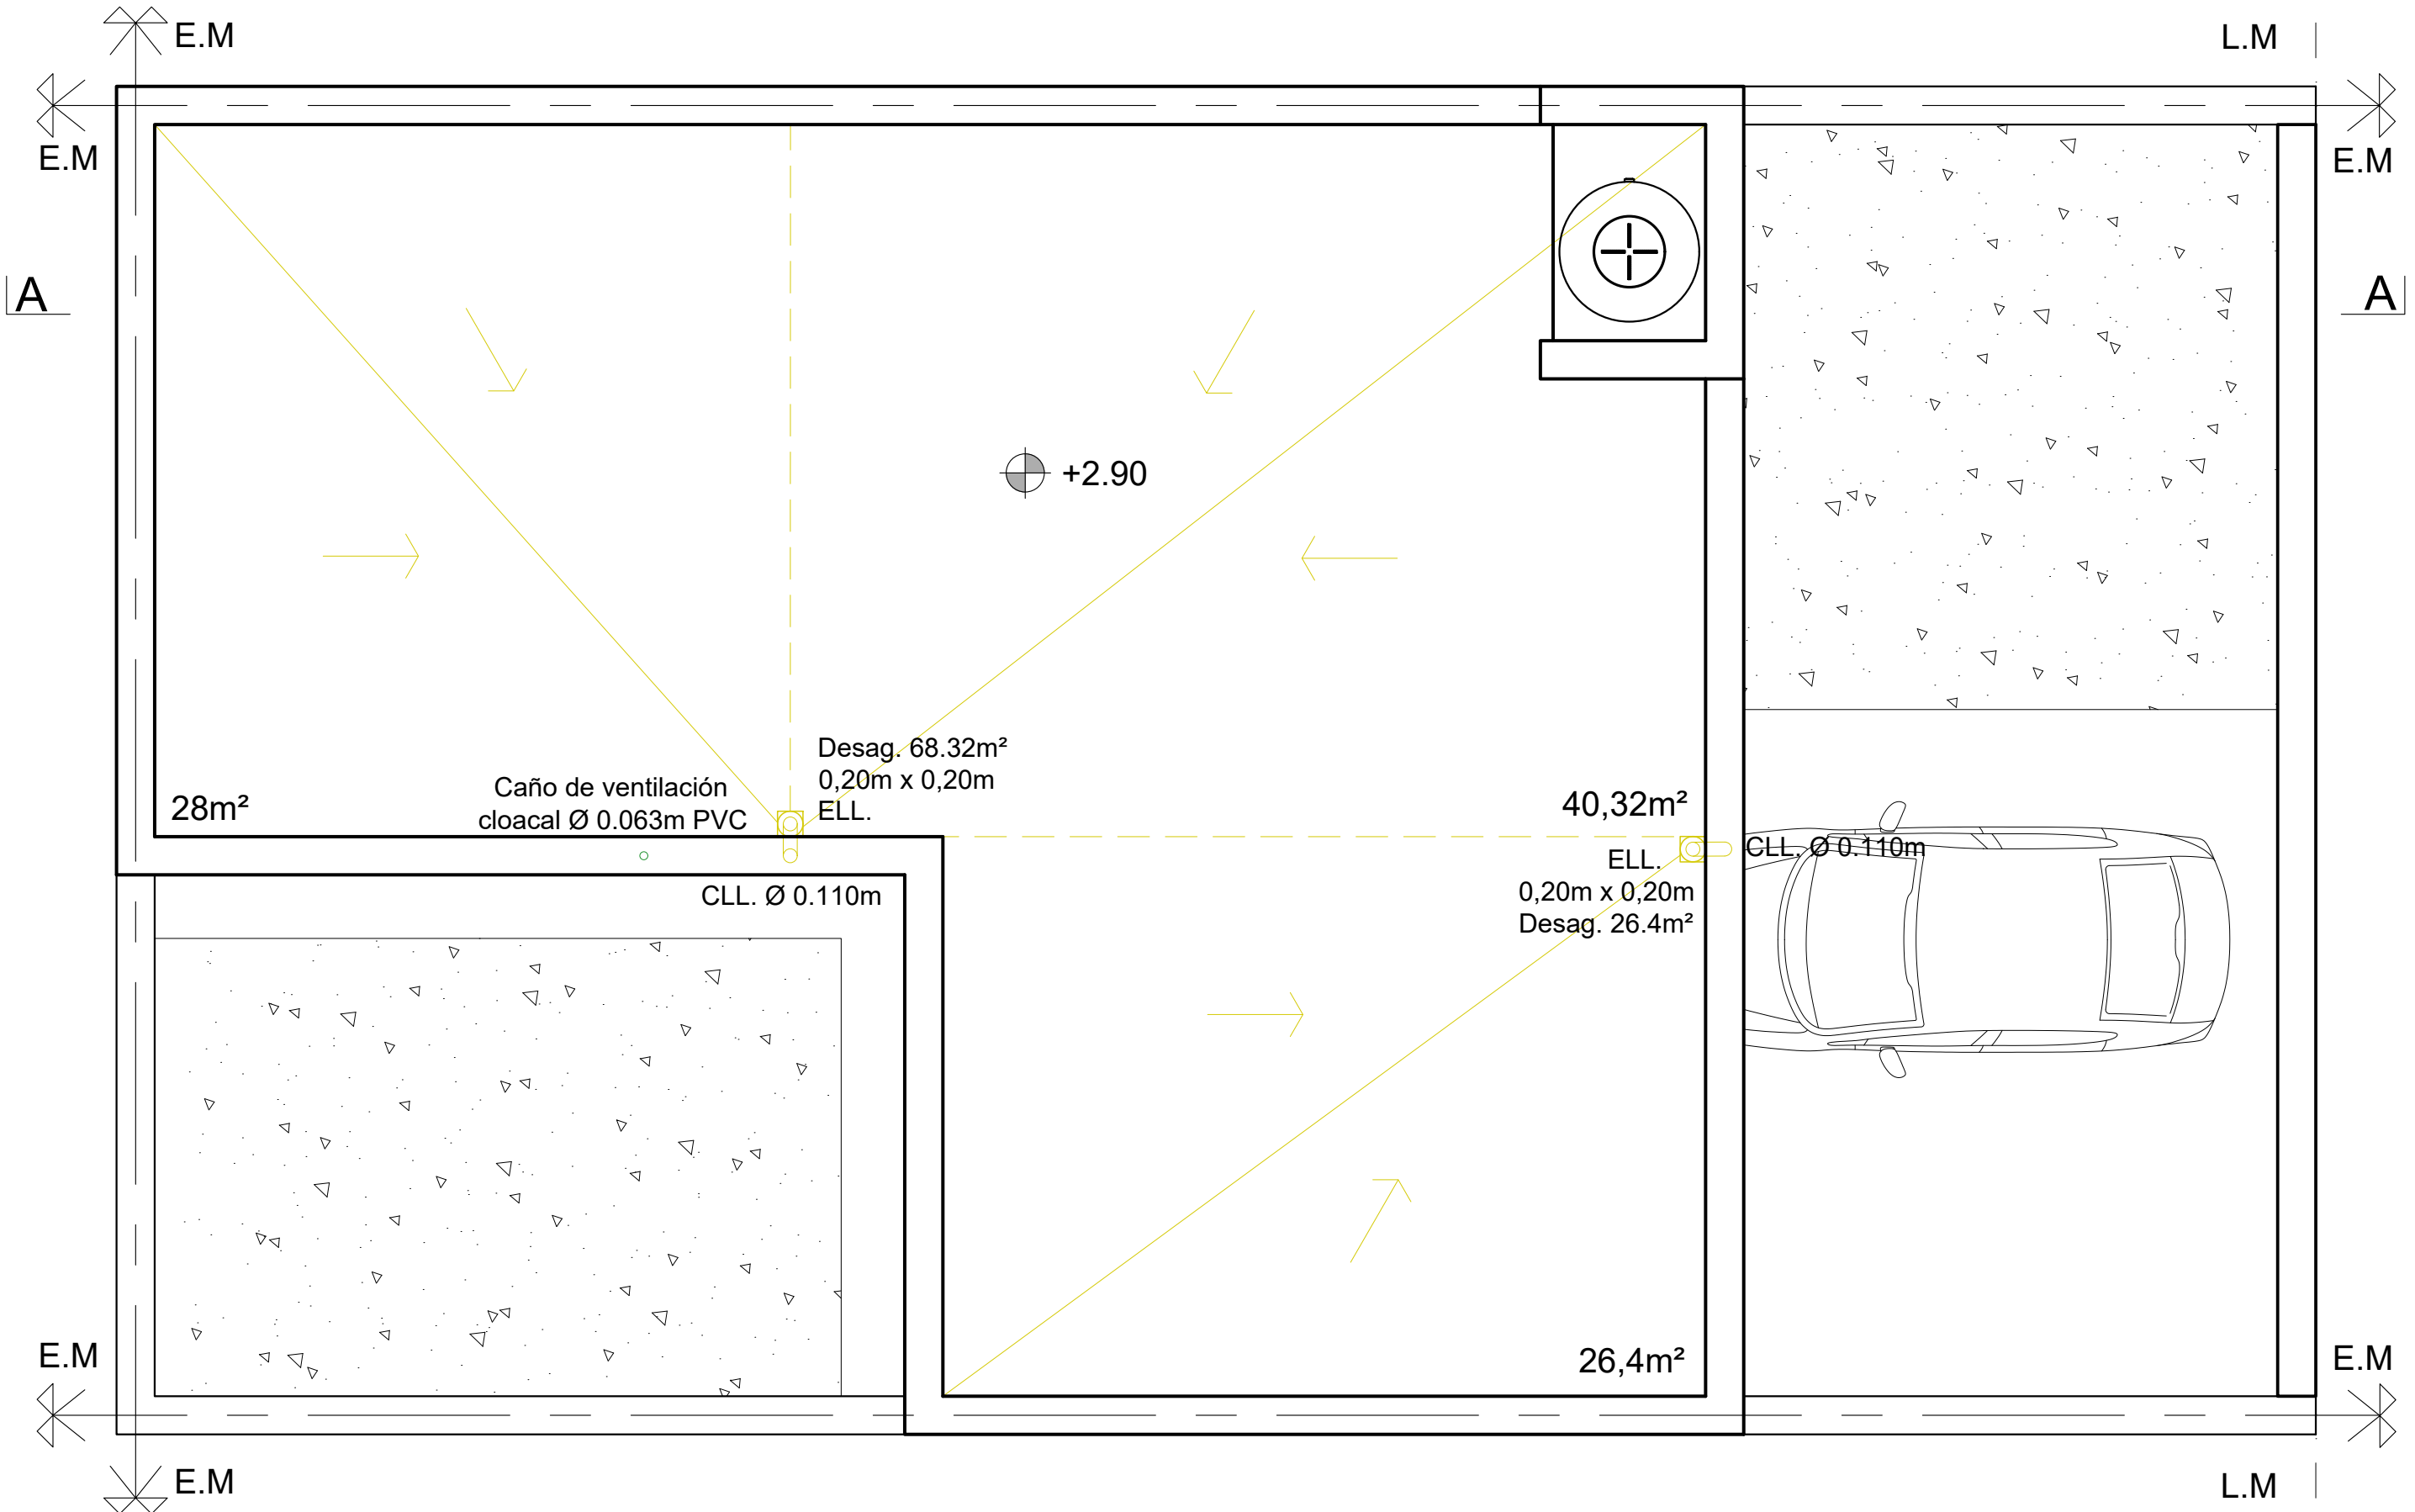 E.M
L.M
E.M
E.M
A
A
+2.90
Desag. 68.32m²
0,20m x 0,20m
ELL.
Caño de ventilación
cloacal Ø 0.063m PVC
28m²
40,32m²
CLL. Ø 0.110m
ELL.
0,20m x 0,20m
Desag. 26.4m²
CLL. Ø 0.110m
E.M
26,4m²
E.M
E.M
L.M